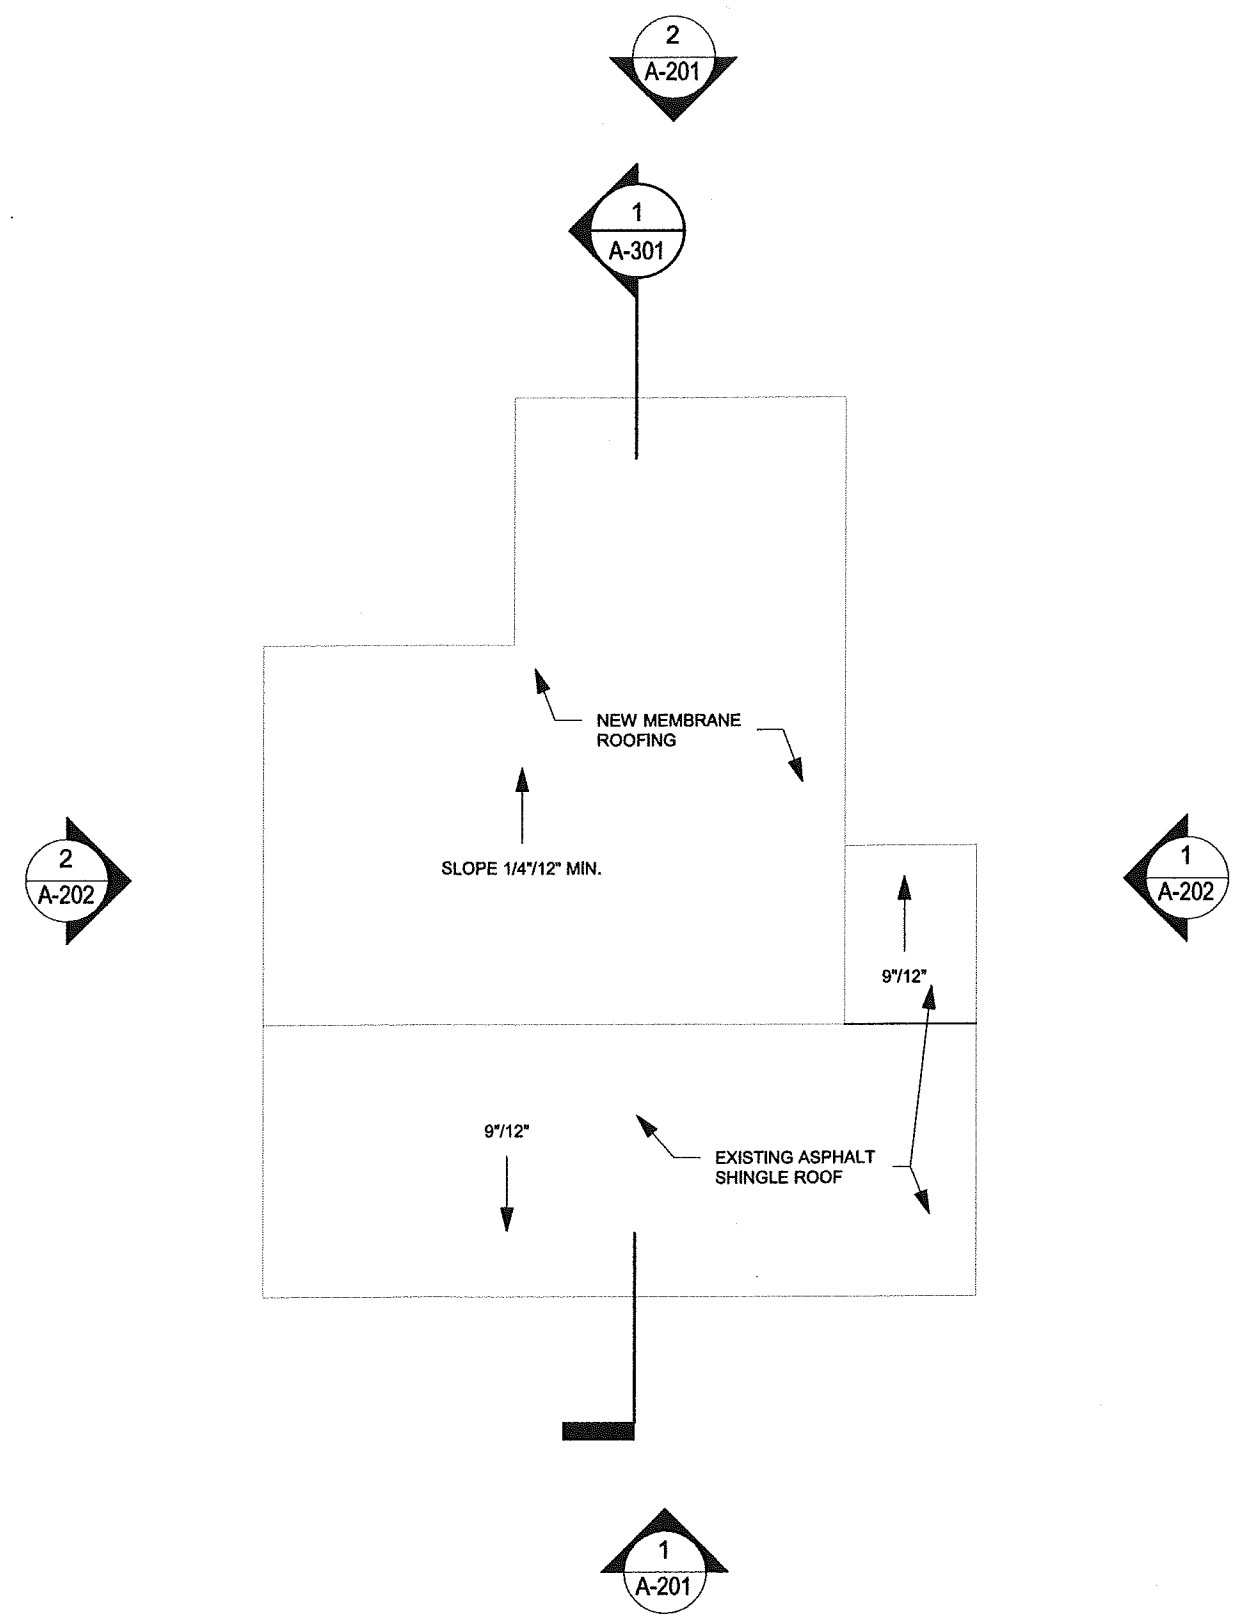 2
A-201
1
A-301
NEW MEMBRANE
ROOFING
SLOPE 1/4"/12" MIN.
2
A-202
1
A-202
9"/12"
9"/12"
EXISTING ASPHALT
SHINGLE ROOF
1
A-201